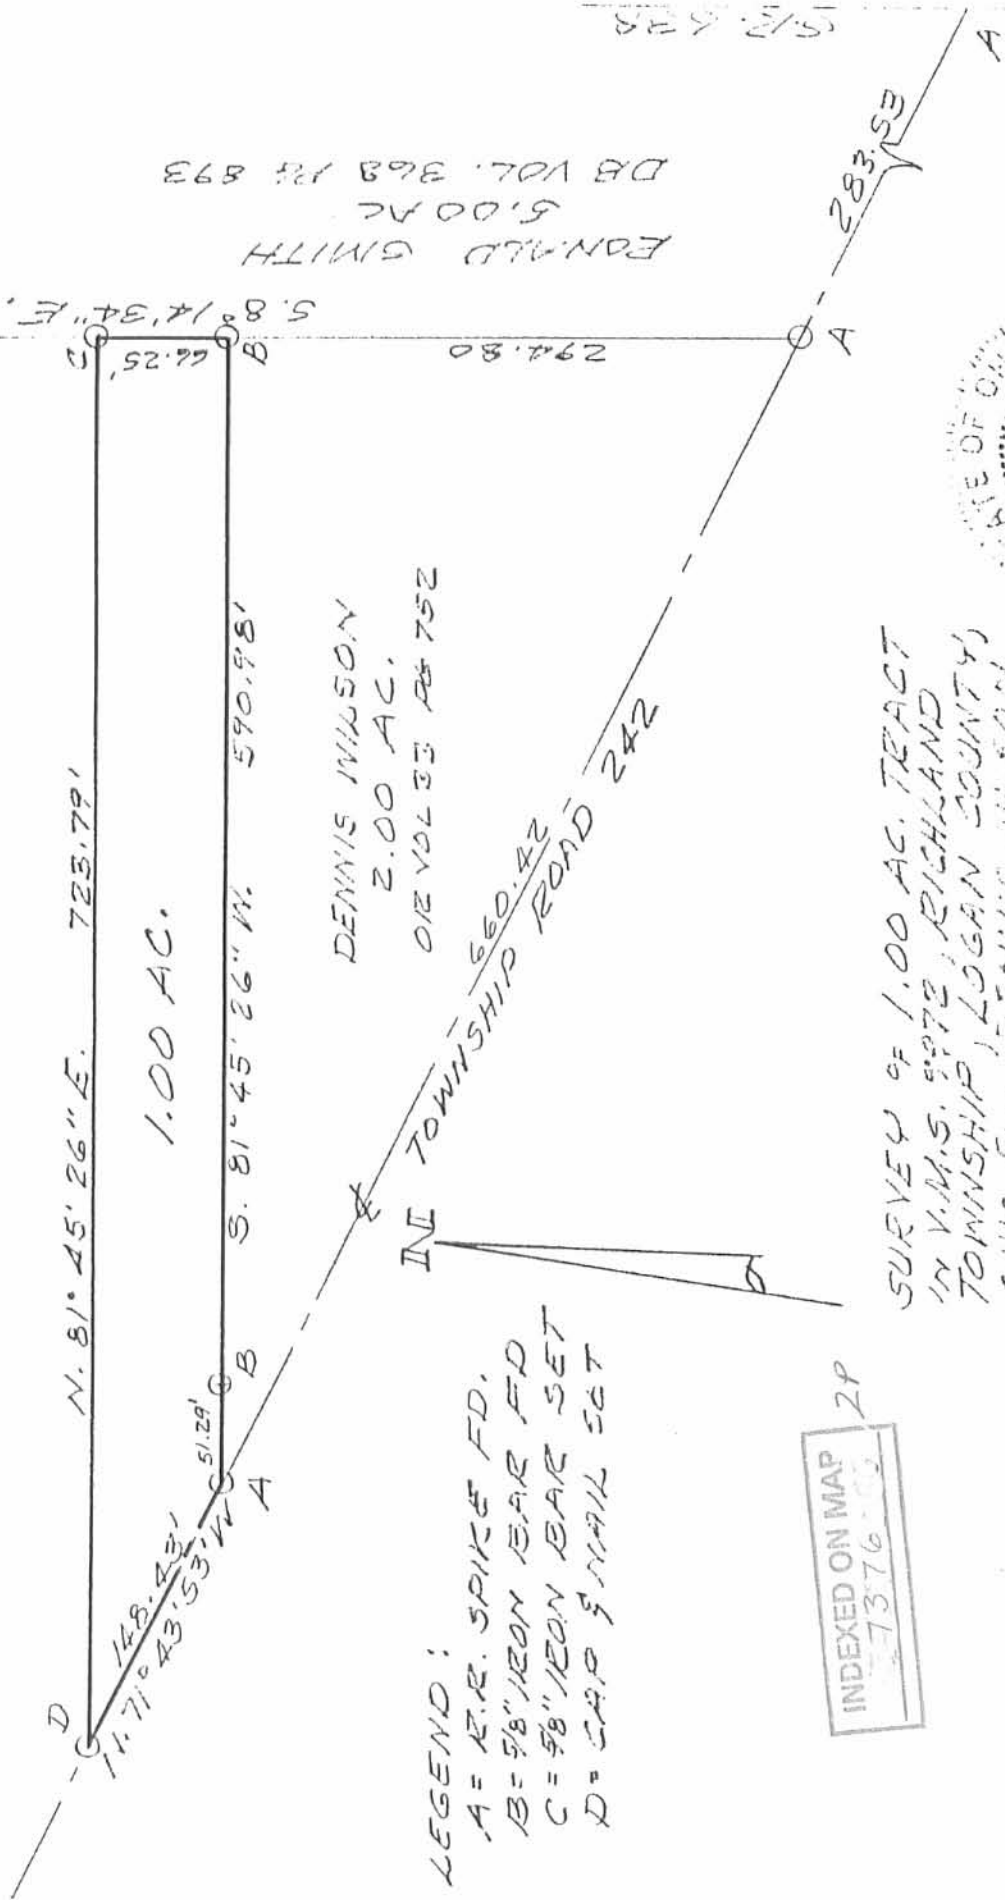 N. 81° 45' 26" E. 723.79'
1.00 AC.
S. 81° 45' 26" W. 590.98'
51.29'
148.43'
N. 71° 43' 53" W
D
A
B
C
B
66.25'
S. 8° 14' 34" E.
294.80
A
RONALD SMITH
5.00 AC
DB VOL. 368 PG 893
283.53
A
DENNIS WILSON
2.00 AC.
OR VOL 33 PG 752
660.42
TOWNSHIP ROAD 242
N
LEGEND:
A = R.R. SPIKE FD.
B = 5/8" IRON BAR FD
C = 5/8" IRON BAR SET
D = CAP & NAIL SET
SURVEY OF 1.00 AC. TRACT
IN V.M.S. 9972, RICHLAND
TOWNSHIP, LOGAN COUNTY,
INDEXED ON MAP
2P
OF